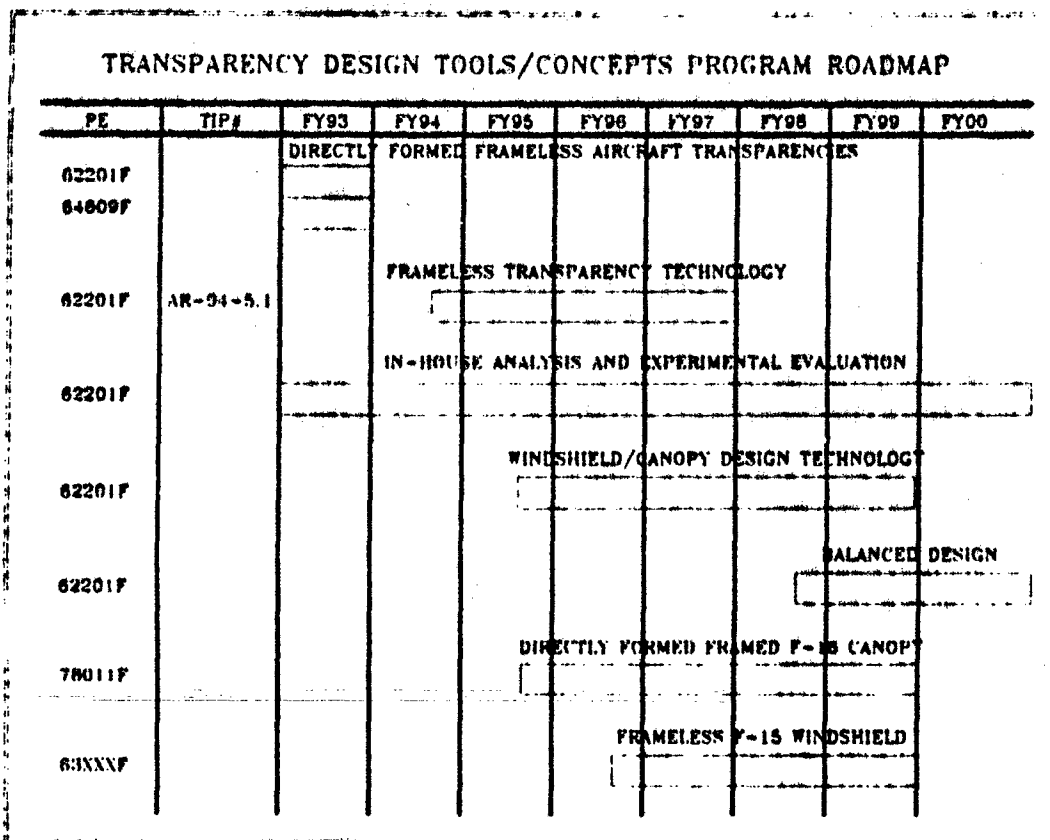 TRANSPARENCY DESIGN TOOLS/CONCEPTS PROGRAM ROADMAP
PE TIP# FY93 FY94 FY95 FY96 FY97 FY98 FY99 FY00
DIRECTLY FORMED FRAMELESS AIRCRAFT TRANSPARENCIES
62201F
64609F
FRAMELESS TRANSPARENCY TECHNOLOGY
62201F AR-94-5.1
IN-HOUSE ANALYSIS AND EXPERIMENTAL EVALUATION
62201F
WINDSHIELD/CANOPY DESIGN TECHNOLOGY
62201F
BALANCED DESIGN
62201F
DIRECTLY FORMED FRAMED F-16 CANOPY
78011F
FRAMELESS F-15 WINDSHIELD
63XXXF